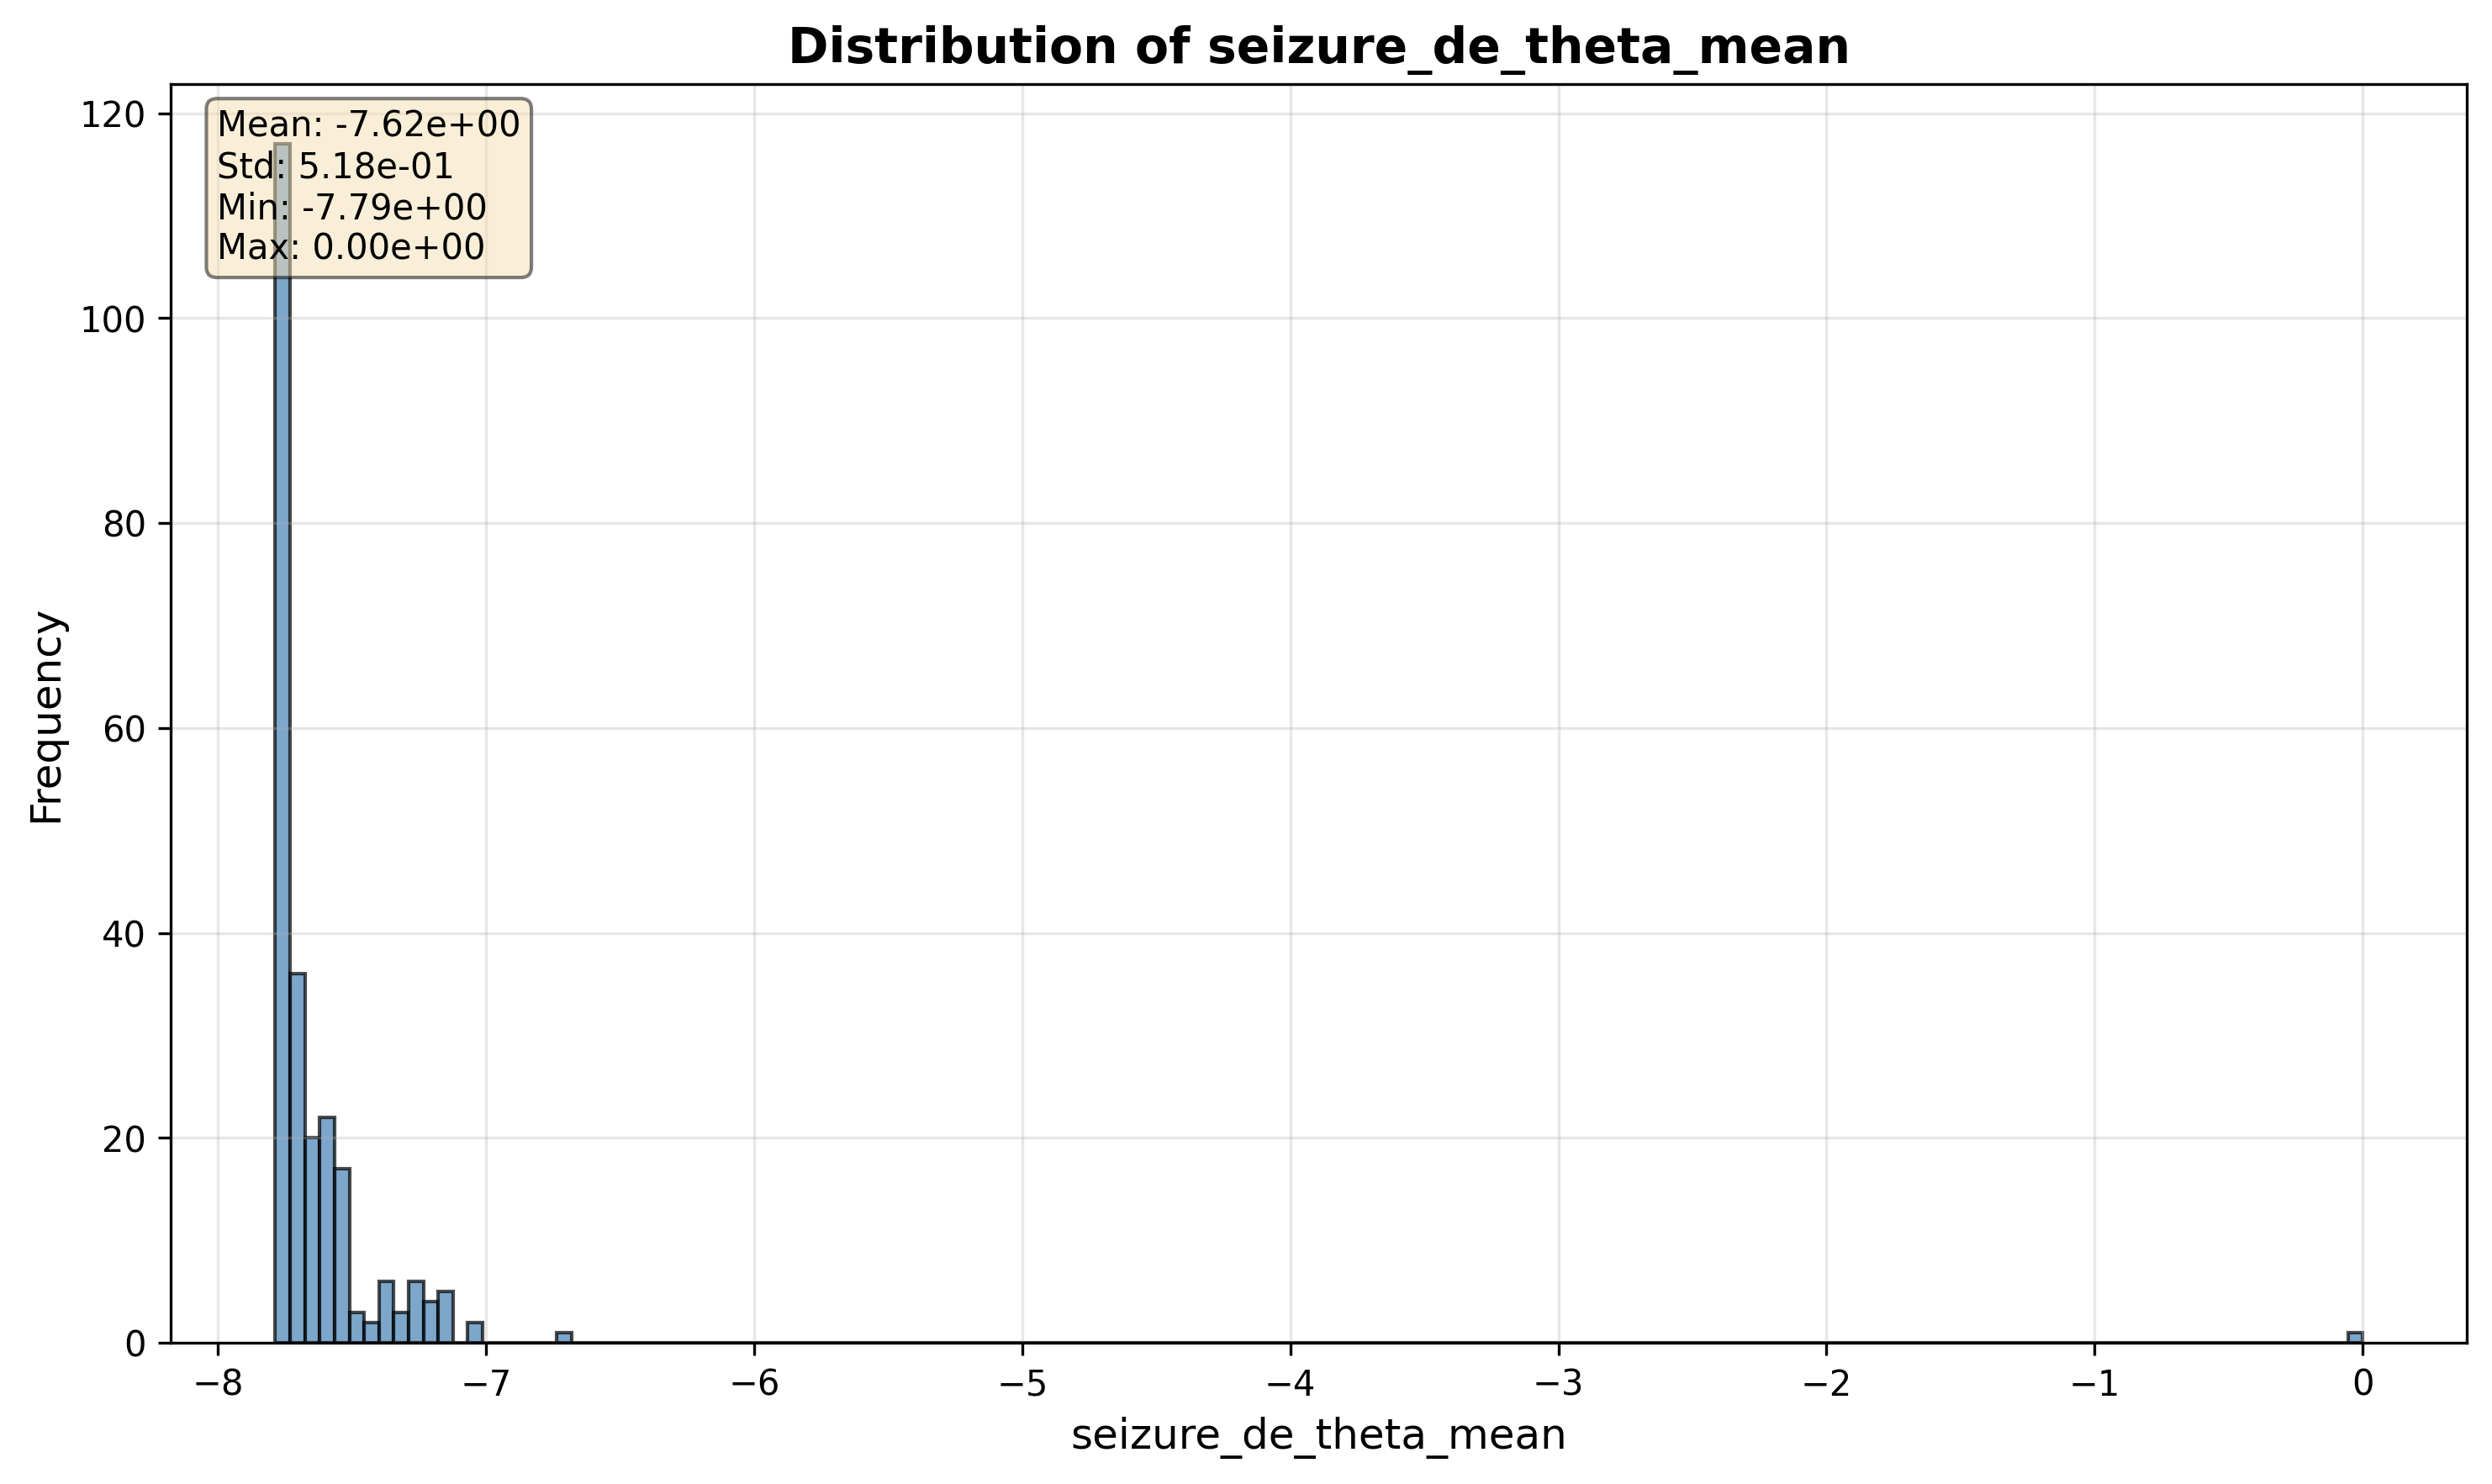 Distribution of seizure_de_theta_mean
Mean: -7.62e+00
Std: 5.18e-01
Min: -7.79e+00
Max: 0.00e+00
120
100
80
60
40
20
0
Frequency
−8
−7
−6
−5
−4
−3
−2
−1
0
seizure_de_theta_mean